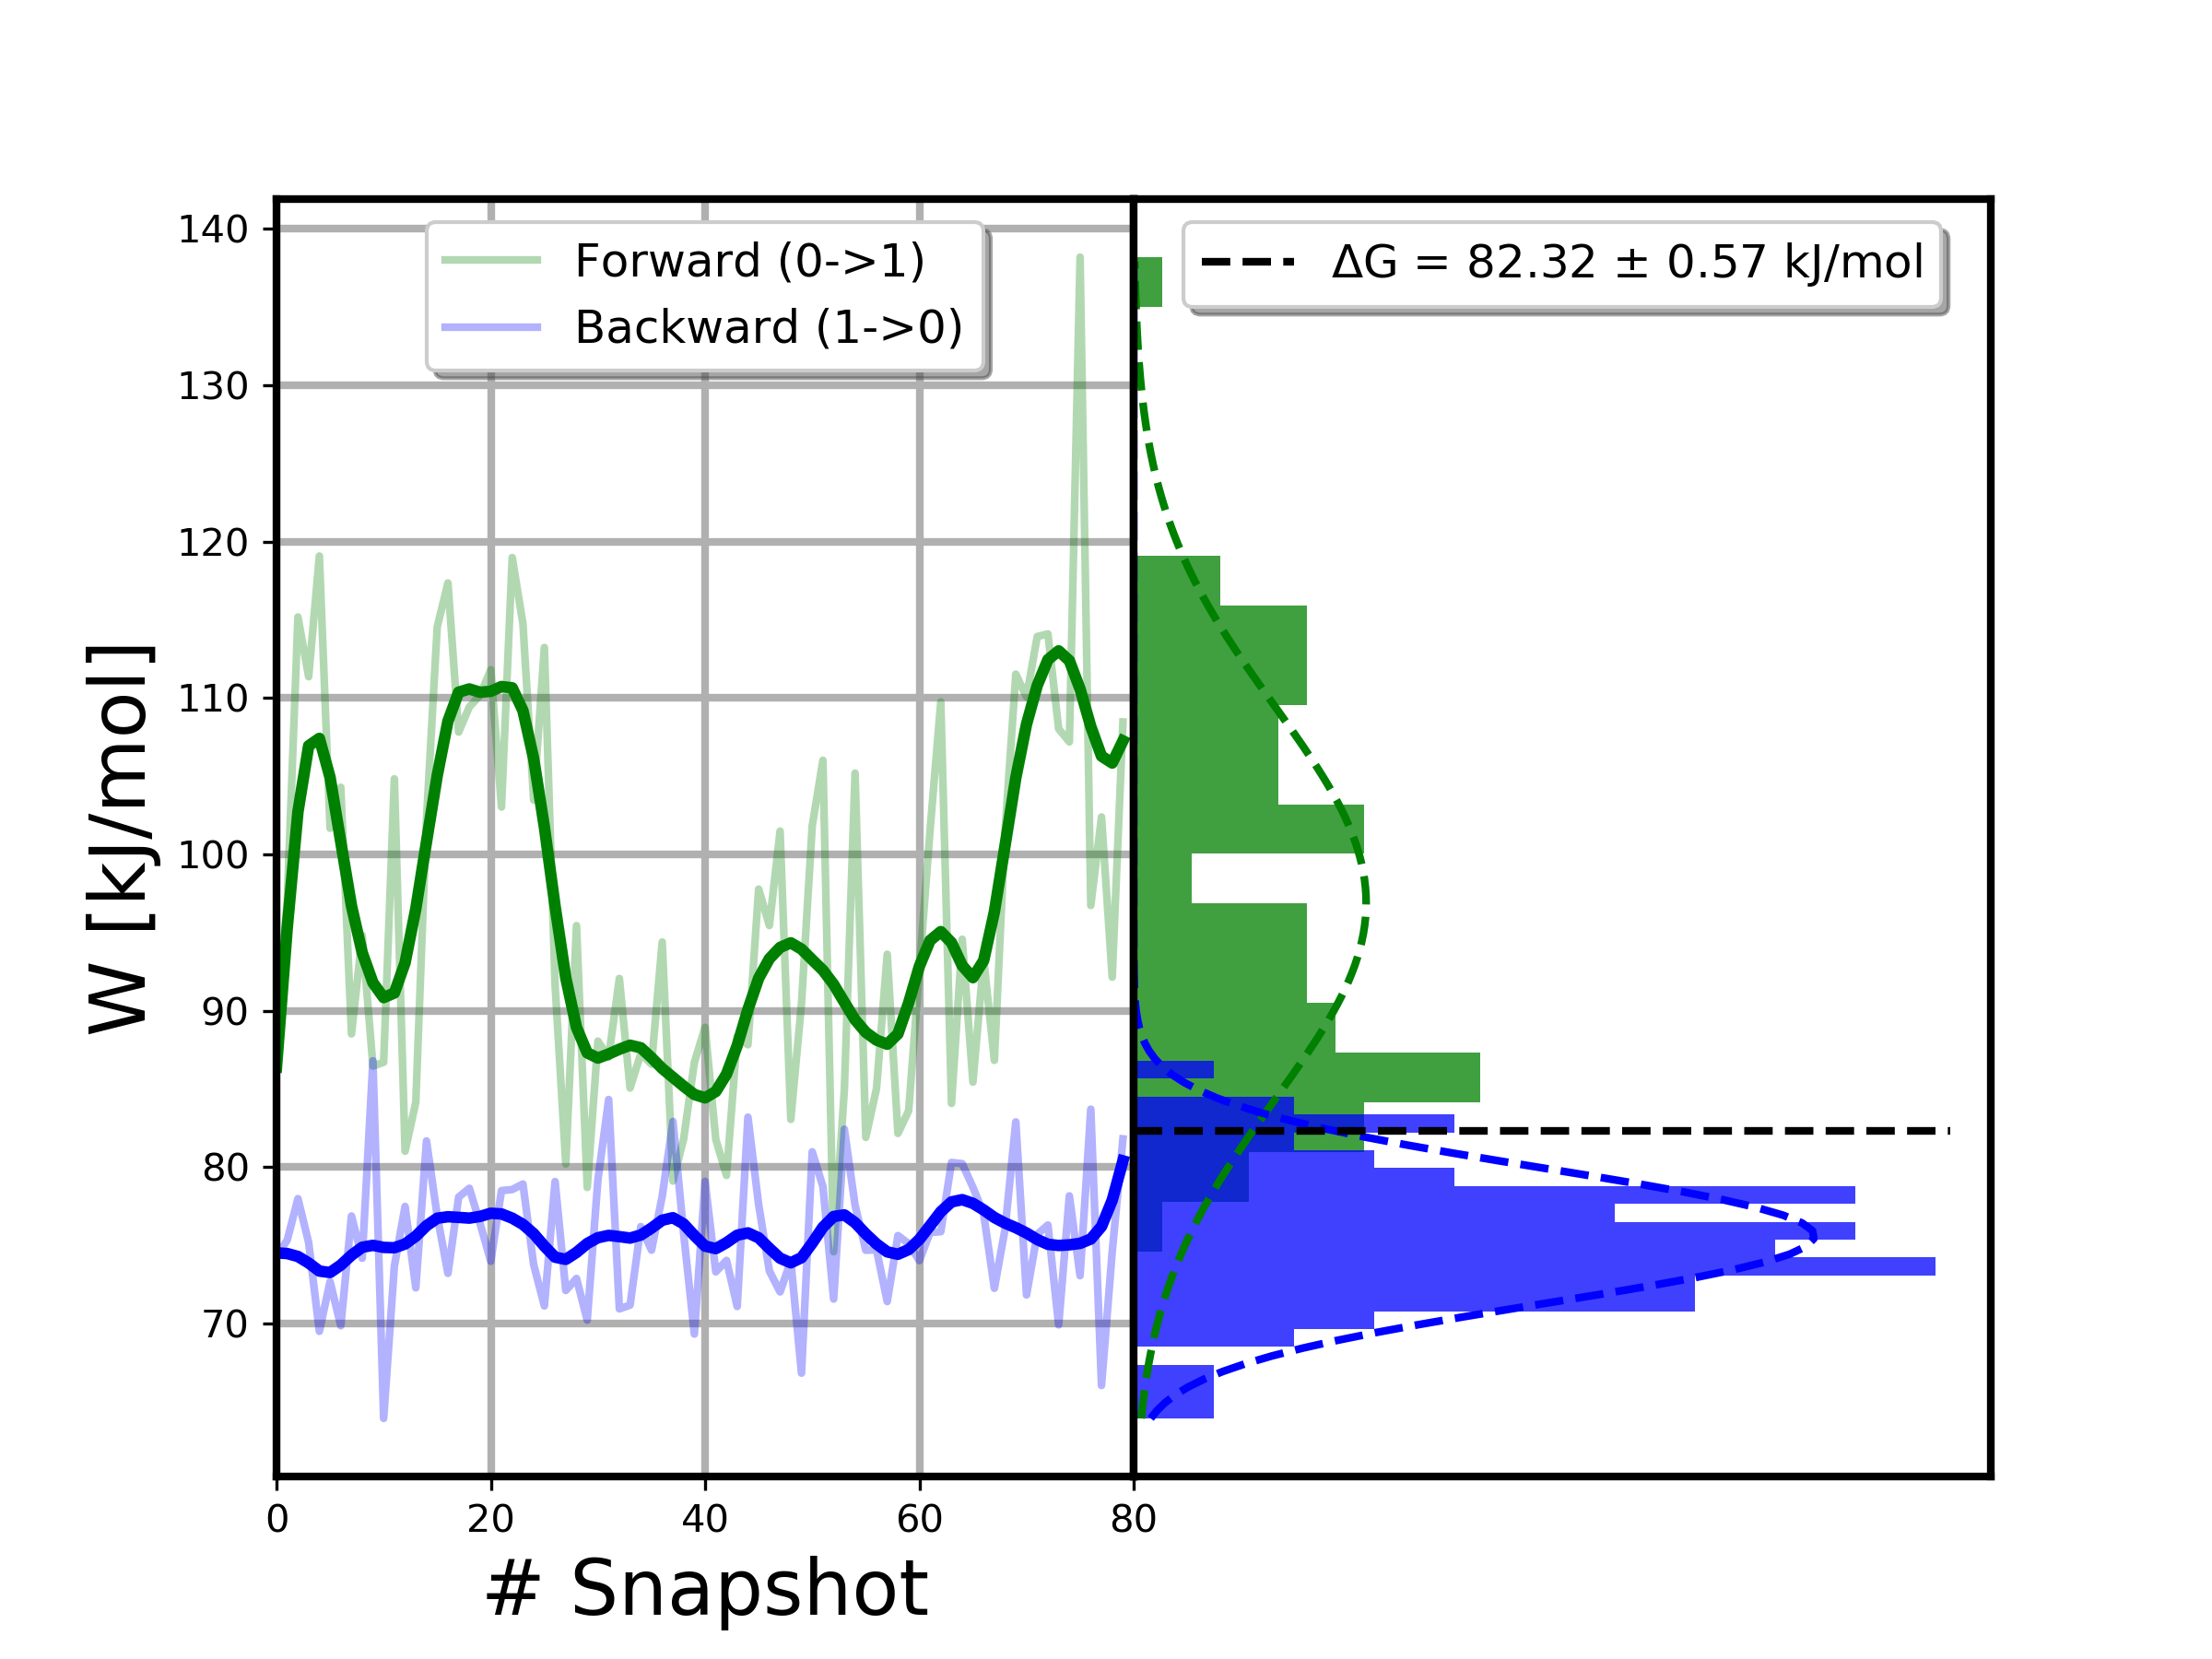 140
130
120
110
100
90
80
70
W [kJ/mol]
Forward (0->1)
Backward (1->0)
ΔG = 82.32 ± 0.57 kJ/mol
0 20 40 60 80
# Snapshot